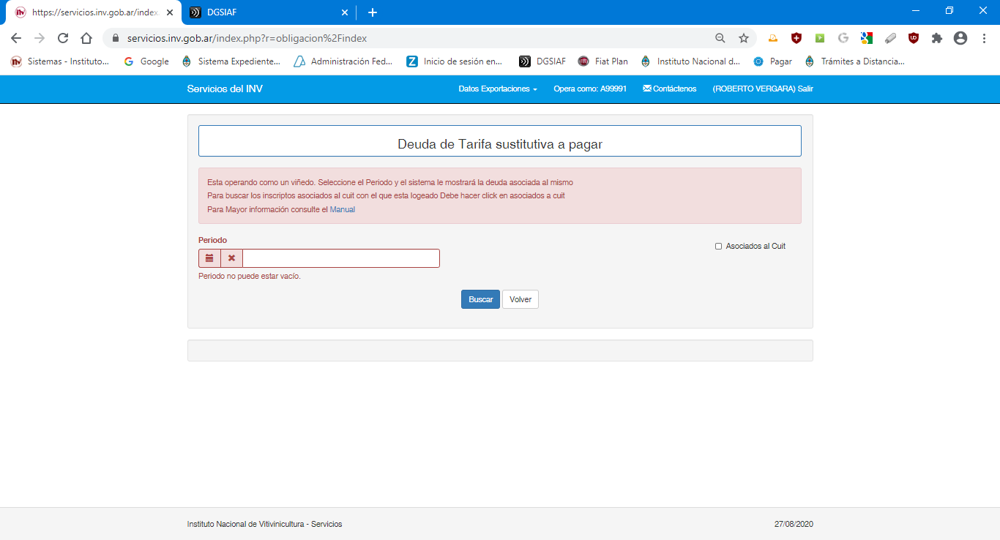 https://servicios.inv.gob.ar/index
DGSIAF
servicios.inv.gob.ar/index.php?r=obligacion%2Findex
Sistemas - Instituto...
Google
Sistema Expediente...
Administración Fed...
Inicio de sesión en...
DGSIAF
Fiat Plan
Instituto Nacional d...
Pagar
Trámites a Distancia...
Servicios del INV
Datos Exportaciones
Opera como: A99991
Contáctenos
(ROBERTO VERGARA) Salir
Deuda de Tarifa sustitutiva a pagar
Esta operando como un viñedo. Seleccione el Periodo y el sistema le mostrará la deuda asociada al mismo
Para buscar los inscriptos asociados al cuit con el que esta logeado Debe hacer click en asociados a cuit
Para Mayor información consulte el Manual
Periodo
Asociados al Cuit
Periodo no puede estar vacío.
Buscar
Volver
Instituto Nacional de Vitivinicultura - Servicios
27/08/2020